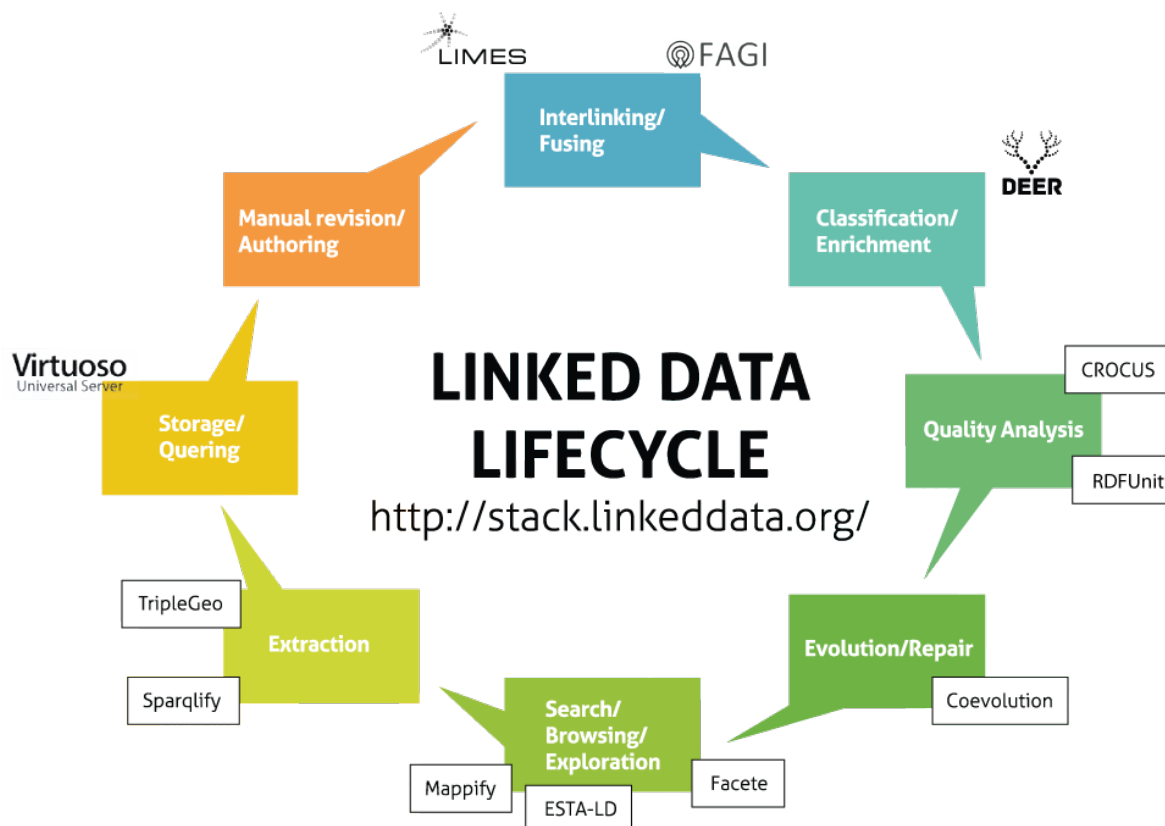 LIMES
FAGI
Interlinking/
Fusing
DEER
Manual revision/
Authoring
Classification/
Enrichment
Virtuoso
Universal Server
LINKED DATA
LIFECYCLE
http://stack.linkeddata.org/
CROCUS
Storage/
Quering
Quality Analysis
RDFUnit
TripleGeo
Extraction
Sparqlify
Evolution/Repair
Coevolution
Search/
Browsing/
Exploration
Mappify
ESTA-LD
Facete